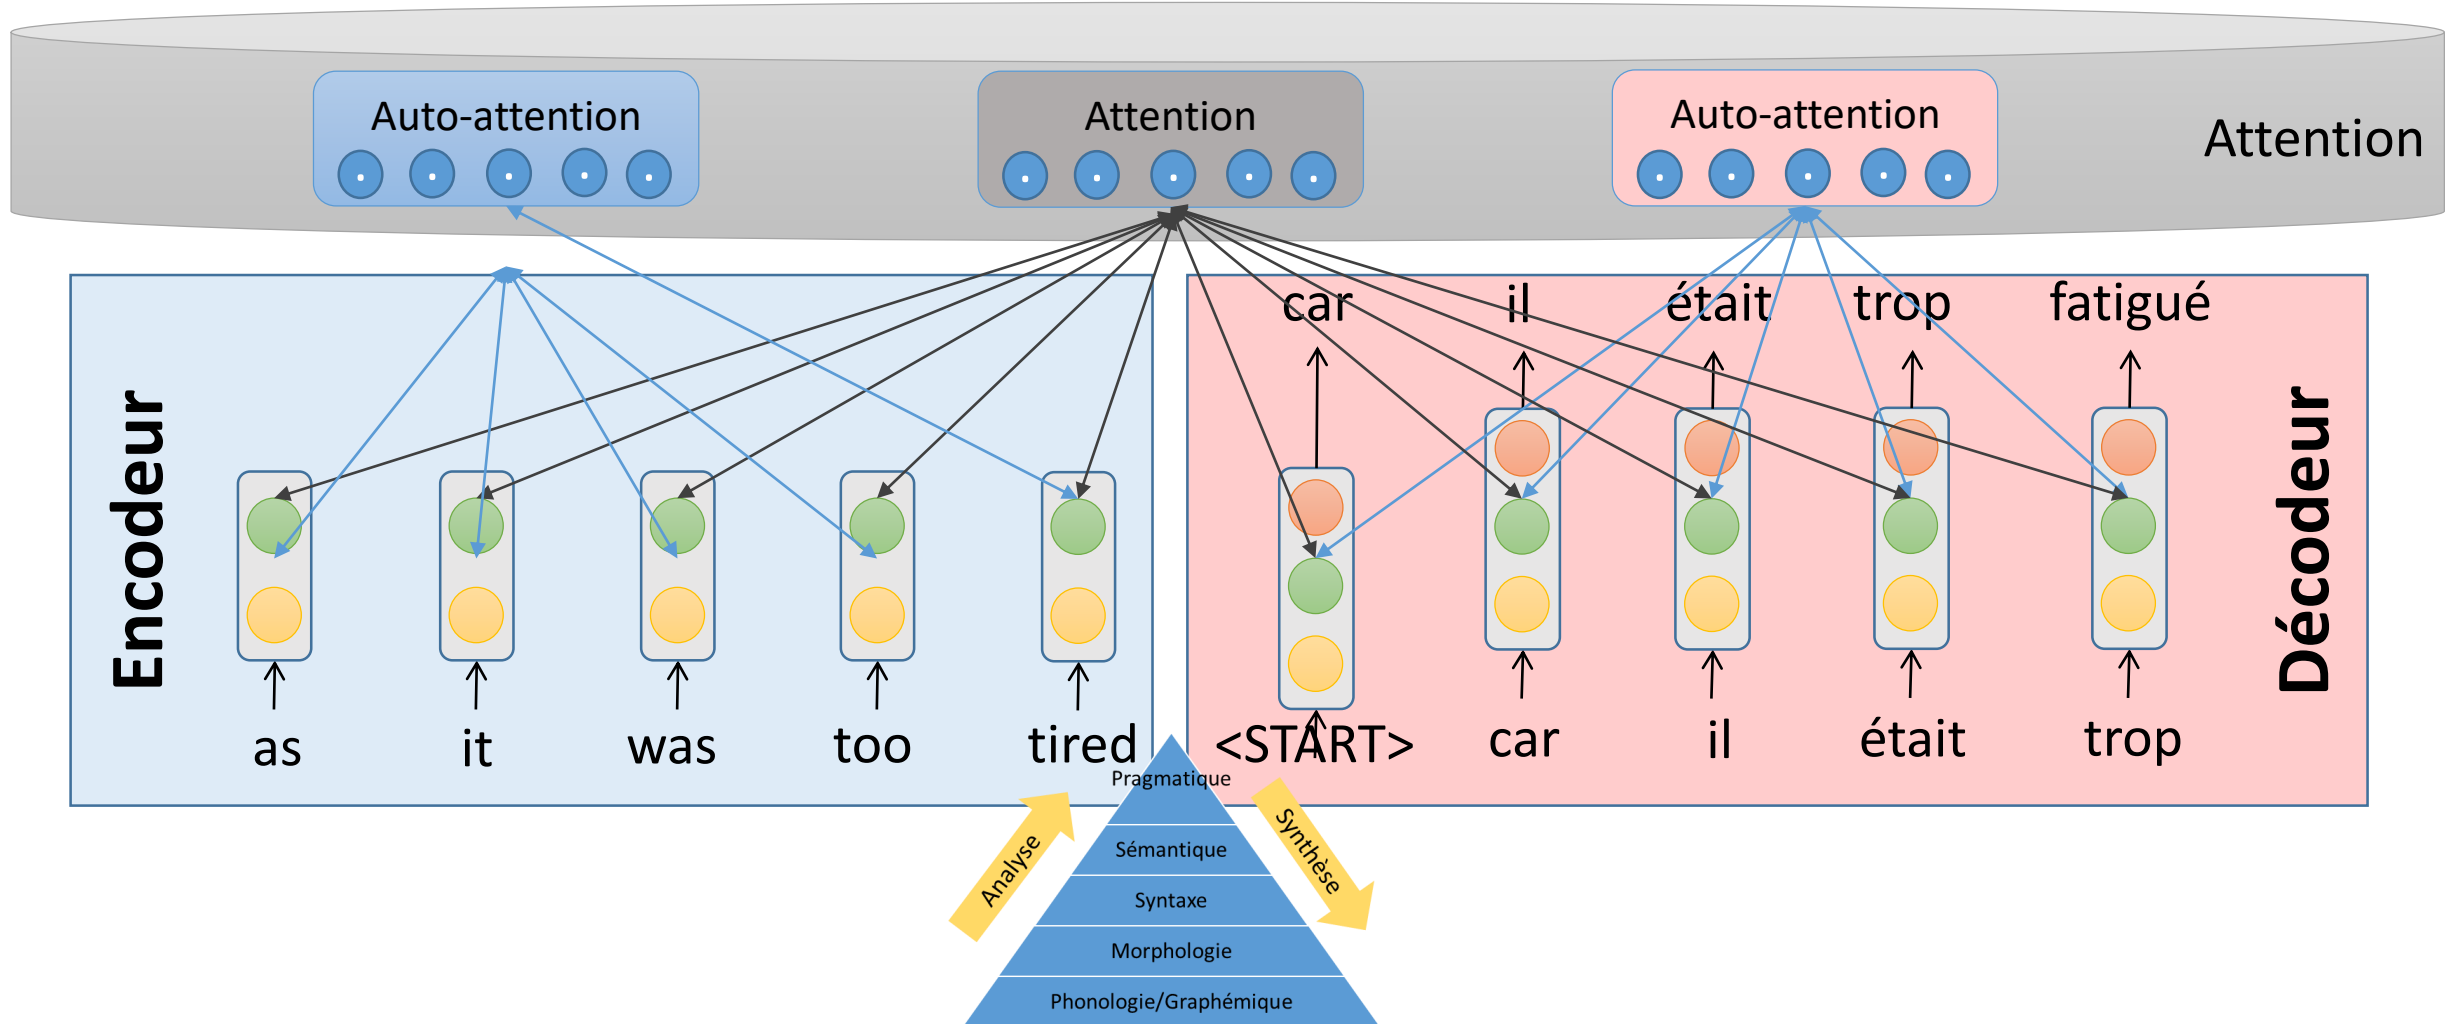 Auto-attention
Attention
Auto-attention
Attention
car il était trop fatigué
Encodeur
Décodeur
as it was too tired
<START> car il était trop
Pragmatique
Analyse
Synthèse
Sémantique
Syntaxe
Morphologie
Phonologie/Graphémique